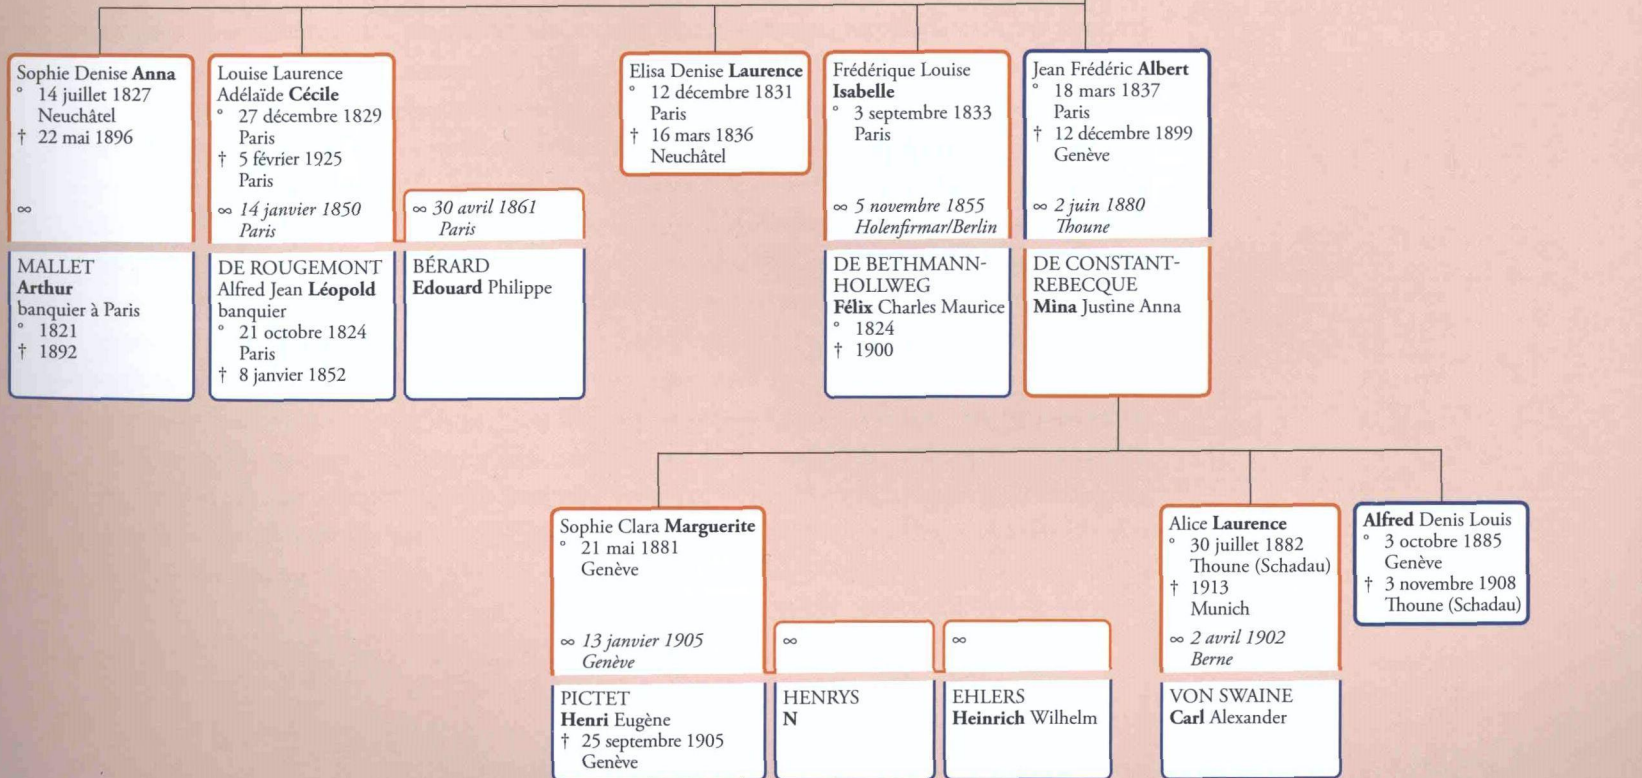 Sophie Denise Anna
° 14 juillet 1827
Neuchâtel
† 22 mai 1896
∞
MALLET
Arthur
banquier à Paris
° 1821
† 1892
Louise Laurence
Adélaïde Cécile
° 27 décembre 1829
Paris
† 5 février 1925
Paris
∞ 14 janvier 1850
Paris
DE ROUGEMONT
Alfred Jean Léopold
banquier
° 21 octobre 1824
Paris
† 8 janvier 1852
∞ 30 avril 1861
Paris
BÉRARD
Edouard Philippe
Elisa Denise Laurence
° 12 décembre 1831
Paris
† 16 mars 1836
Neuchâtel
Frédérique Louise
Isabelle
° 3 septembre 1833
Paris
∞ 5 novembre 1855
Holenfirmar/Berlin
DE BETHMANN-
HOLLWEG
Félix Charles Maurice
° 1824
† 1900
Jean Frédéric Albert
° 18 mars 1837
Paris
† 12 décembre 1899
Genève
∞ 2 juin 1880
Thoune
DE CONSTANT-
REBECQUE
Mina Justine Anna
Sophie Clara Marguerite
° 21 mai 1881
Genève
∞ 13 janvier 1905
Genève
PICTET
Henri Eugène
† 25 septembre 1905
Genève
∞
HENRYS
N
∞
EHLERS
Heinrich Wilhelm
Alice Laurence
° 30 juillet 1882
Thoune (Schadau)
† 1913
Munich
∞ 2 avril 1902
Berne
VON SWAINE
Carl Alexander
Alfred Denis Louis
° 3 octobre 1885
Genève
† 3 novembre 1908
Thoune (Schadau)